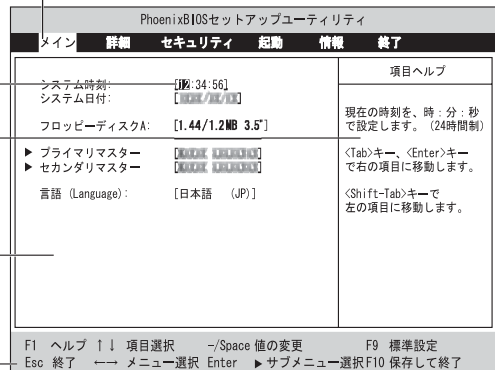 PhoenixBIOSセットアップユーティリティ
メイン 詳細 セキュリティ 起動 情報 終了
項目ヘルプ
システム時刻: [12:34:56]
システム日付:
フロッピーディスクA: [1.44/1.2MB 3.5"]
▶ プライマリマスター
▶ セカンダリマスター
言語 (Language): [日本語 (JP)]
現在の時刻を、時：分：秒
で設定します。(24時間制)
<Tab>キー、<Enter>キー
で右の項目に移動します。
<Shift-Tab>キーで
左の項目に移動します。
F1 ヘルプ ↑↓ 項目選択 -/Space 値の変更 F9 標準設定
Esc 終了 ←→ メニュー選択 Enter ▶サブメニュー選択 F10 保存して終了